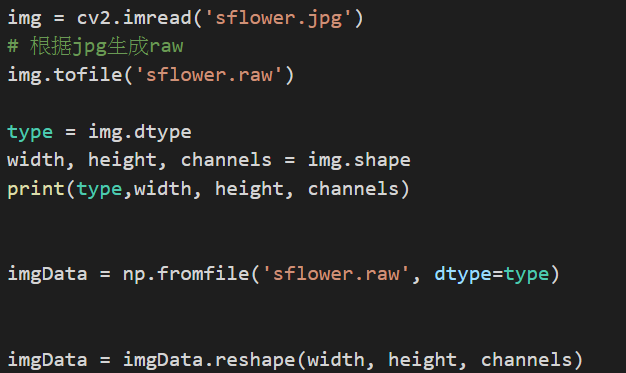 img = cv2.imread('sflower.jpg')
# 根据jpg生成raw
img.tofile('sflower.raw')
type = img.dtype
width, height, channels = img.shape
print(type,width, height, channels)
imgData = np.fromfile('sflower.raw', dtype=type)
imgData = imgData.reshape(width, height, channels)